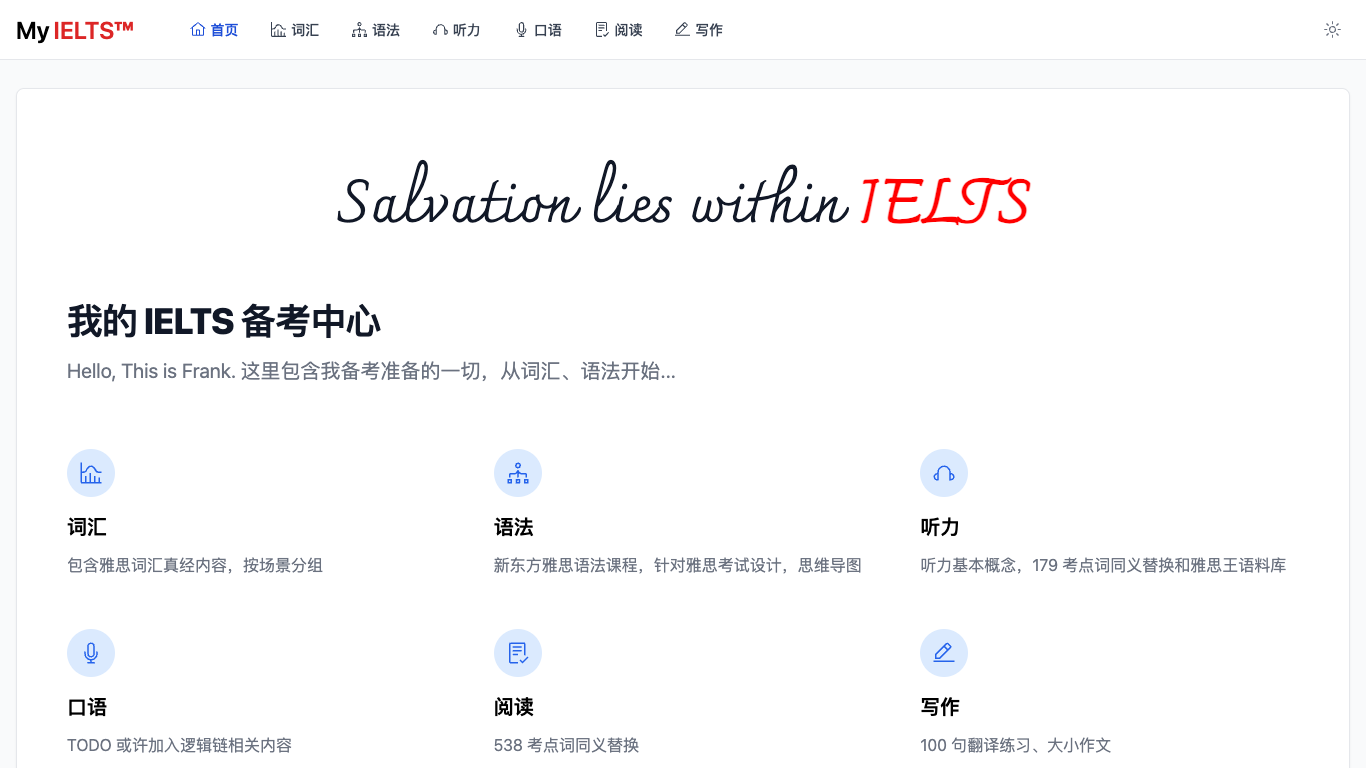 My IELTS™ 首页 词汇 语法 听力 口语 阅读 写作
Salvation lies within IELTS
我的 IELTS 备考中心
Hello, This is Frank. 这里包含我备考准备的一切，从词汇、语法开始...
词汇
包含雅思词汇真经内容，按场景分组
语法
新东方雅思语法课程，针对雅思考试设计，思维导图
听力
听力基本概念，179 考点词同义替换和雅思王语料库
口语
TODO 或许加入逻辑链相关内容
阅读
538 考点词同义替换
写作
100 句翻译练习、大小作文